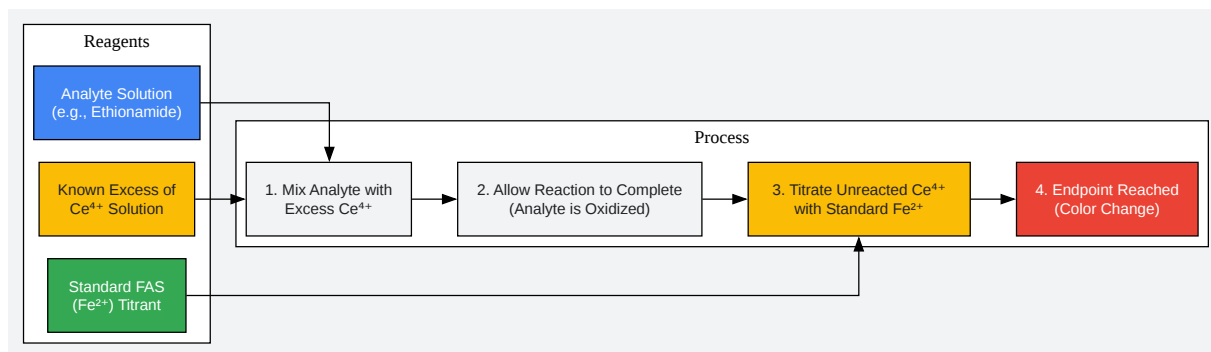 Reagents
Analyte Solution
(e.g., Ethionamide)
Known Excess of
Ce⁴⁺ Solution
Standard FAS
(Fe²⁺) Titrant
Process
1. Mix Analyte with
Excess Ce⁴⁺
2. Allow Reaction to Complete
(Analyte is Oxidized)
3. Titrate Unreacted Ce⁴⁺
with Standard Fe²⁺
4. Endpoint Reached
(Color Change)